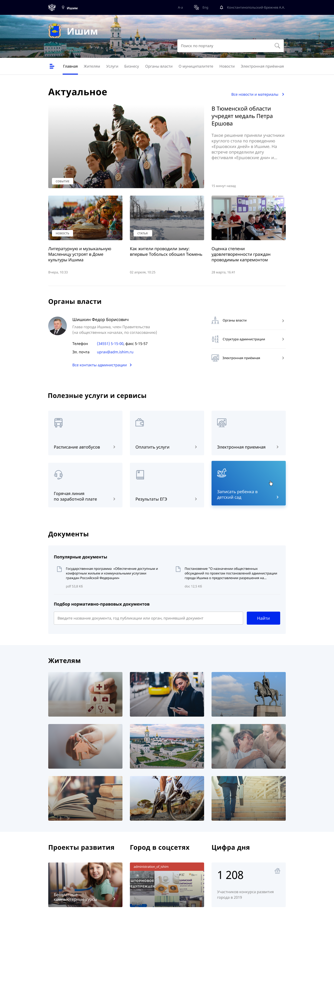 Ишим
А-а
Eng
Константинопольский-Брежнев А.А.
Ишим
Поиск по порталу
Главная
Жителям
Услуги
Бизнесу
Органы власти
О муниципалитете
Новости
Электронная приёмная
Актуальное
Все новости и материалы
СОБЫТИЕ
В Тюменской области
учредят медаль Петра
Ершова
Такое решение приняли участники
круглого стола по проведению
«Ершовских дней» в Ишиме. На
встрече определили дату
фестиваля «Ершовские дни» и...
15 минут назад
НОВОСТЬ
Литературную и музыкальную
Масленицу устроят в Доме
культуры Ишима
Вчера, 10:33
СТАТЬЯ
Как жители проводили зиму:
впервые Тобольск обошел Тюмень
02 апреля, 10:25
Оценка степени
удовлетворенности граждан
проводимым капремонтом
28 марта, 16:41
Органы власти
Шишкин Федор Борисович
Глава города Ишима, член Правительства
(на общественных началах, по согласованию)
Телефон (34551) 5-15-00, факс 5-15-57
Эл. почта uprav@adm.ishim.ru
Все контакты администрации
Органы власти
Структура администрации
Электронная приёмная
Полезные услуги и сервисы
Расписание автобусов
Оплатить услуги
Электронная приемная
Горячая линия
по заработной плате
Результаты ЕГЭ
Записать ребенка в
детский сад
Документы
Популярные документы
Государственная программа «Обеспечение доступным и
комфортным жильем и коммунальными услугами
граждан Российской Федерации»
pdf 53,8 Кб
Постановление "О назначении общественных
обсуждений по проектам постановлений администрации
города Ишима о предоставлении разрешения на...
doc 12,5 Кб
Подбор нормативно-правовых документов
Введите название документа, год публикации или орган, принявший документ
Найти
Жителям
Проекты развития
Бесплатные
компьютерные курсы
Город в соцсетях
administration_of_ishim
ШТОРМОВОЕ
Цифра дня
1 208
Участников конкурса развития
города в 2019